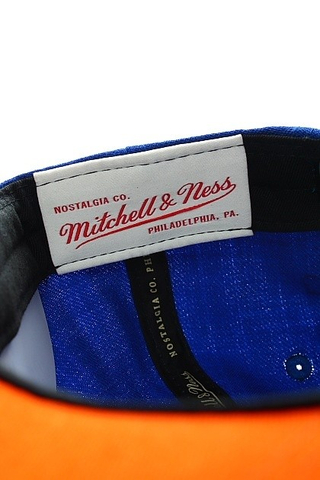 NOSTALGIA CO.
Mitchell & Ness
PHILADELPHIA, PA.
NOSTALGIA CO. PH